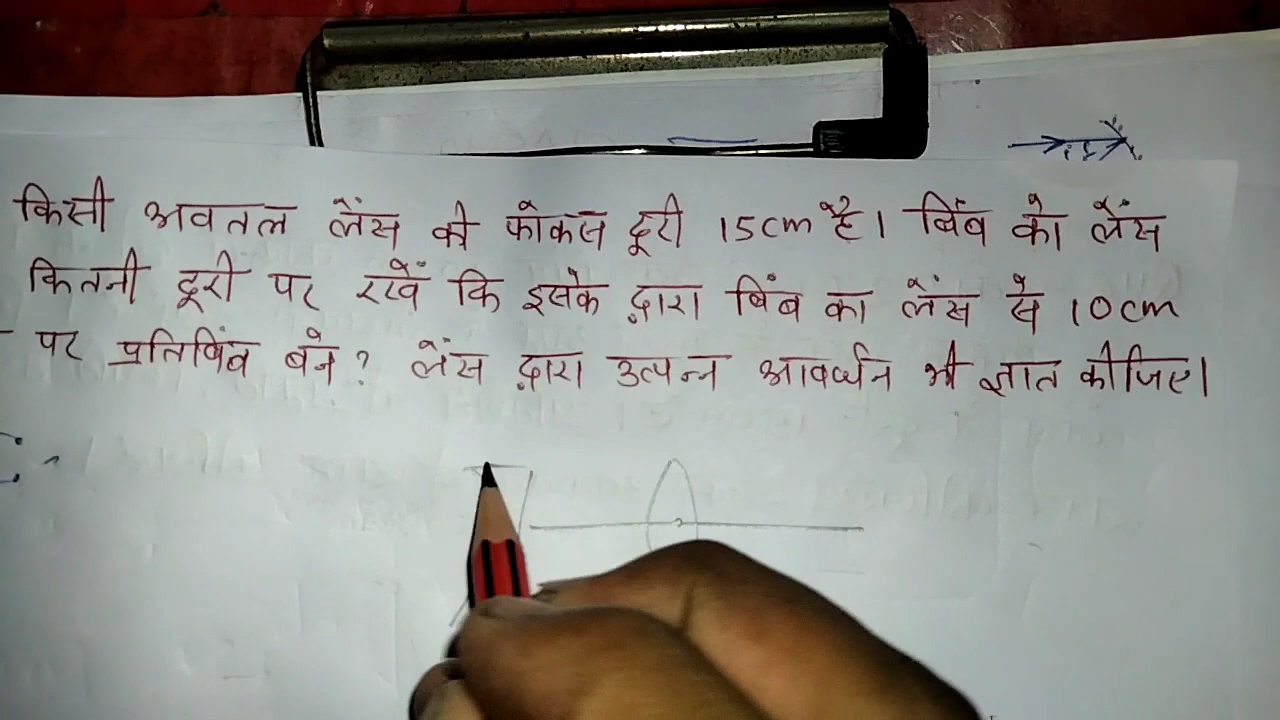 किसी अवतल लेंस की फोकस दूरी 15cm है। बिंब को लेंस
कितनी दूरी पर रखें कि इसके द्वारा बिंब का लेंस से 10cm
पर प्रतिबिंब बने? लेंस द्वारा उत्पन्न आवर्धन भी ज्ञात कीजिए।